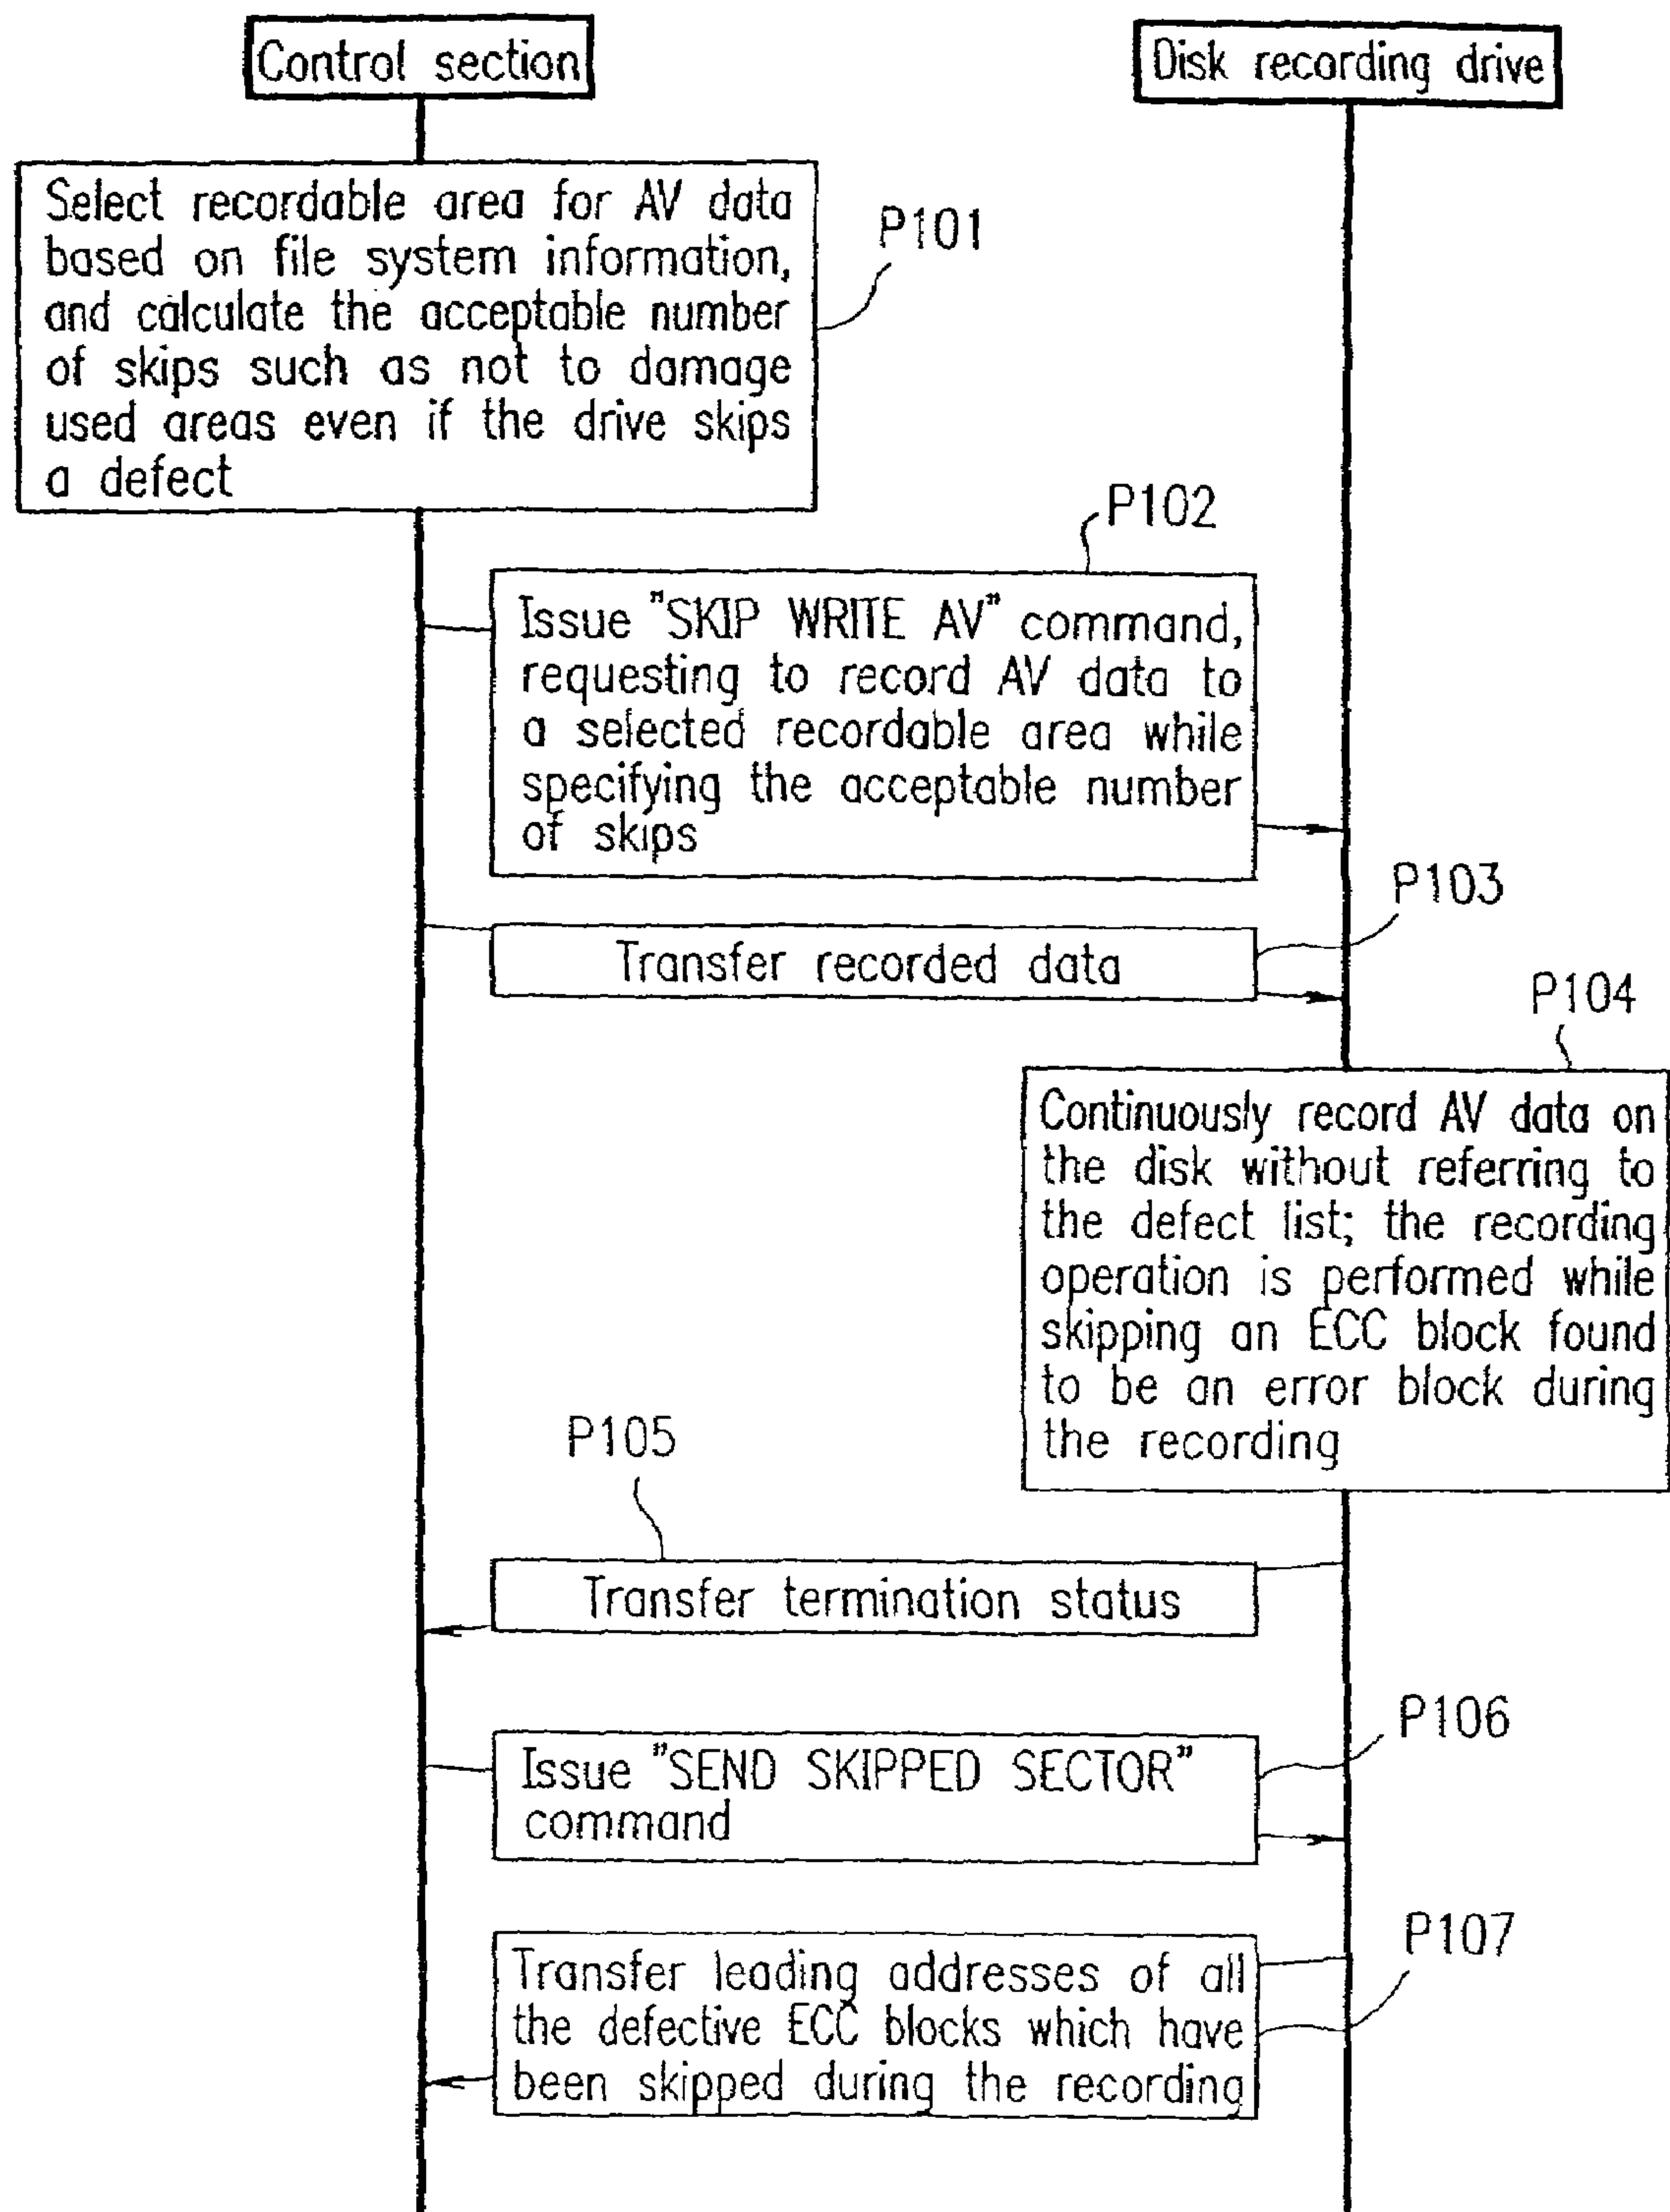 Control section
Disk recording drive
Select recordable area for AV data
based on file system information,
and calculate the acceptable number
of skips such as not to damage
used areas even if the drive skips
a defect
P101
P102
Issue "SKIP WRITE AV" command,
requesting to record AV data to
a selected recordable area while
specifying the acceptable number
of skips
P103
Transfer recorded data
P104
Continuously record AV data on
the disk without referring to
the defect list; the recording
operation is performed while
skipping an ECC block found
to be an error block during
the recording
P105
Transfer termination status
P106
Issue "SEND SKIPPED SECTOR"
command
P107
Transfer leading addresses of all
the defective ECC blocks which have
been skipped during the recording